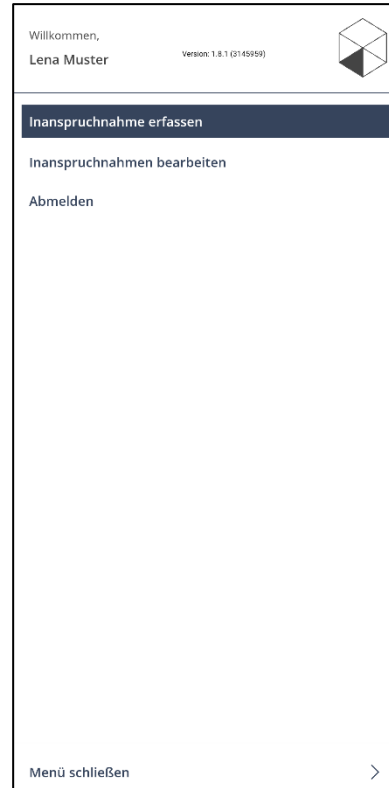 Willkommen,
Lena Muster
Version: 1.8.1 (3145959)
Inanspruchnahme erfassen
Inanspruchnahmen bearbeiten
Abmelden
Menü schließen